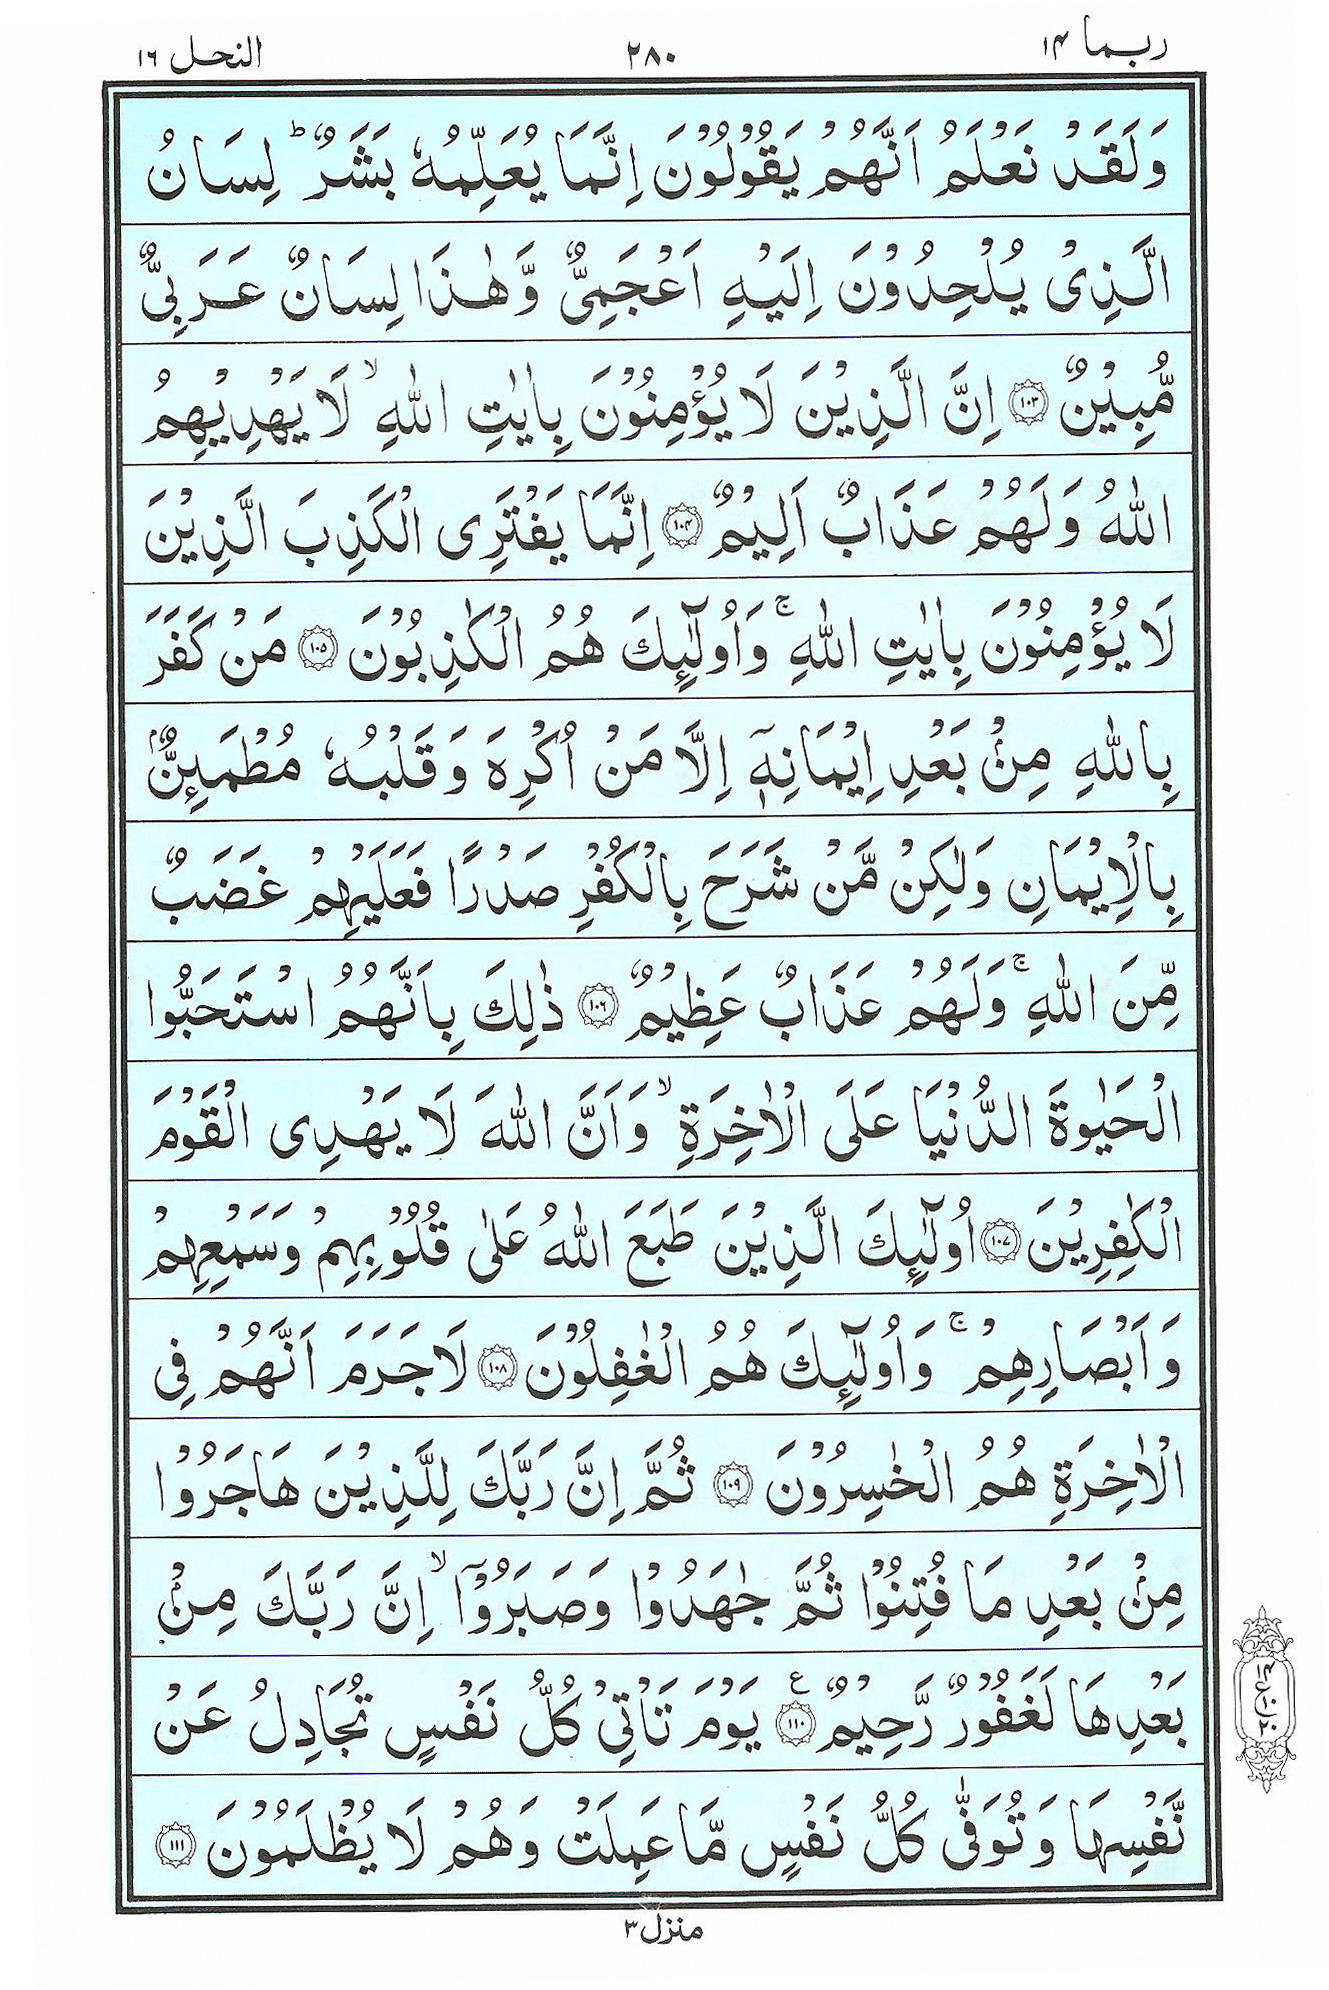 ربما ١٤ ٢٨٠ النحل ١٦
وَلَقَدْ نَعْلَمُ اَنَّهُمْ يَقُوْلُوْنَ اِنَّمَا يُعَلِّمُهٗ بَشَرٌ ؕ لِسَانُ
الَّذِىْ يُلْحِدُوْنَ اِلَيْهِ اَعْجَمِىٌّ وَّهٰذَا لِسَانٌ عَرَبِىٌّ
مُّبِيْنٌ ۝١٠٣ اِنَّ الَّذِيْنَ لَا يُؤْمِنُوْنَ بِاٰيٰتِ اللّٰهِ ۙ لَا يَهْدِيْهِمُ
اللّٰهُ وَلَهُمْ عَذَابٌ اَلِيْمٌ ۝١٠٤ اِنَّمَا يَفْتَرِى الْكَذِبَ الَّذِيْنَ
لَا يُؤْمِنُوْنَ بِاٰيٰتِ اللّٰهِ ۚ وَاُولٰٓئِكَ هُمُ الْكٰذِبُوْنَ ۝١٠٥ مَنْ كَفَرَ
بِاللّٰهِ مِنْۢ بَعْدِ اِيْمَانِهٖۤ اِلَّا مَنْ اُكْرِهَ وَقَلْبُهٗ مُطْمَئِنٌّۢ
بِالْاِيْمَانِ وَلٰكِنْ مَّنْ شَرَحَ بِالْكُفْرِ صَدْرًا فَعَلَيْهِمْ غَضَبٌ
مِّنَ اللّٰهِ ۚ وَلَهُمْ عَذَابٌ عَظِيْمٌ ۝١٠٦ ذٰلِكَ بِاَنَّهُمُ اسْتَحَبُّوا
الْحَيٰوةَ الدُّنْيَا عَلَى الْاٰخِرَةِ ۙ وَاَنَّ اللّٰهَ لَا يَهْدِى الْقَوْمَ
الْكٰفِرِيْنَ ۝١٠٧ اُولٰٓئِكَ الَّذِيْنَ طَبَعَ اللّٰهُ عَلٰى قُلُوْبِهِمْ وَسَمْعِهِمْ
وَاَبْصَارِهِمْ ۚ وَاُولٰٓئِكَ هُمُ الْغٰفِلُوْنَ ۝١٠٨ لَا جَرَمَ اَنَّهُمْ فِى
الْاٰخِرَةِ هُمُ الْخٰسِرُوْنَ ۝١٠٩ ثُمَّ اِنَّ رَبَّكَ لِلَّذِيْنَ هَاجَرُوْا
مِنْۢ بَعْدِ مَا فُتِنُوْا ثُمَّ جٰهَدُوْا وَصَبَرُوْۤا ۙ اِنَّ رَبَّكَ مِنْۢ
بَعْدِهَا لَغَفُوْرٌ رَّحِيْمٌ ۝١١٠ ع يَوْمَ تَاْتِىْ كُلُّ نَفْسٍ تُجَادِلُ عَنْ
نَّفْسِهَا وَتُوَفّٰى كُلُّ نَفْسٍ مَّا عَمِلَتْ وَهُمْ لَا يُظْلَمُوْنَ ۝١١١
منزل ٣